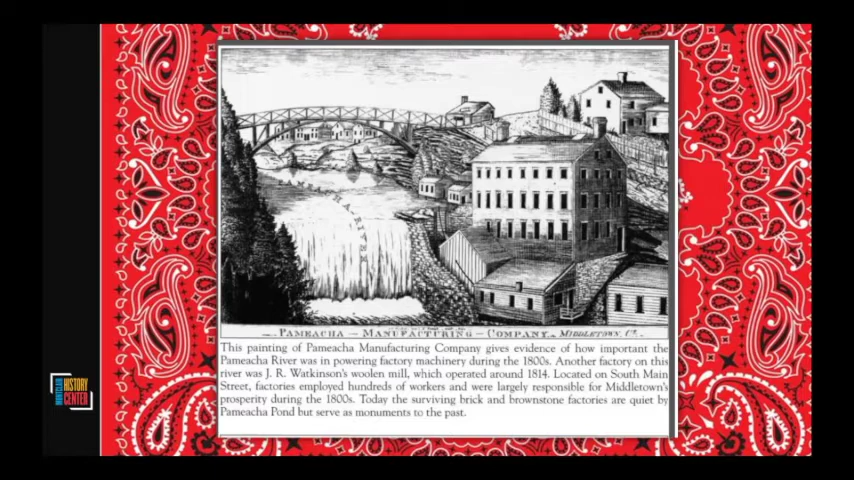 PAMEACHA — MANUFACTURING — COMPANY. MIDDLETOWN, CT.
This painting of Pameacha Manufacturing Company gives evidence of how important the
Pameacha River was in powering factory machinery during the 1800s. Another factory on this
river was J. R. Watkinson's woolen mill, which operated around 1814. Located on South Main
Street, factories employed hundreds of workers and were largely responsible for Middletown's
prosperity during the 1800s. Today the surviving brick and brownstone factories are quiet by
Pameacha Pond but serve as monuments to the past.
MONTCLAIR
HISTORY
CENTER